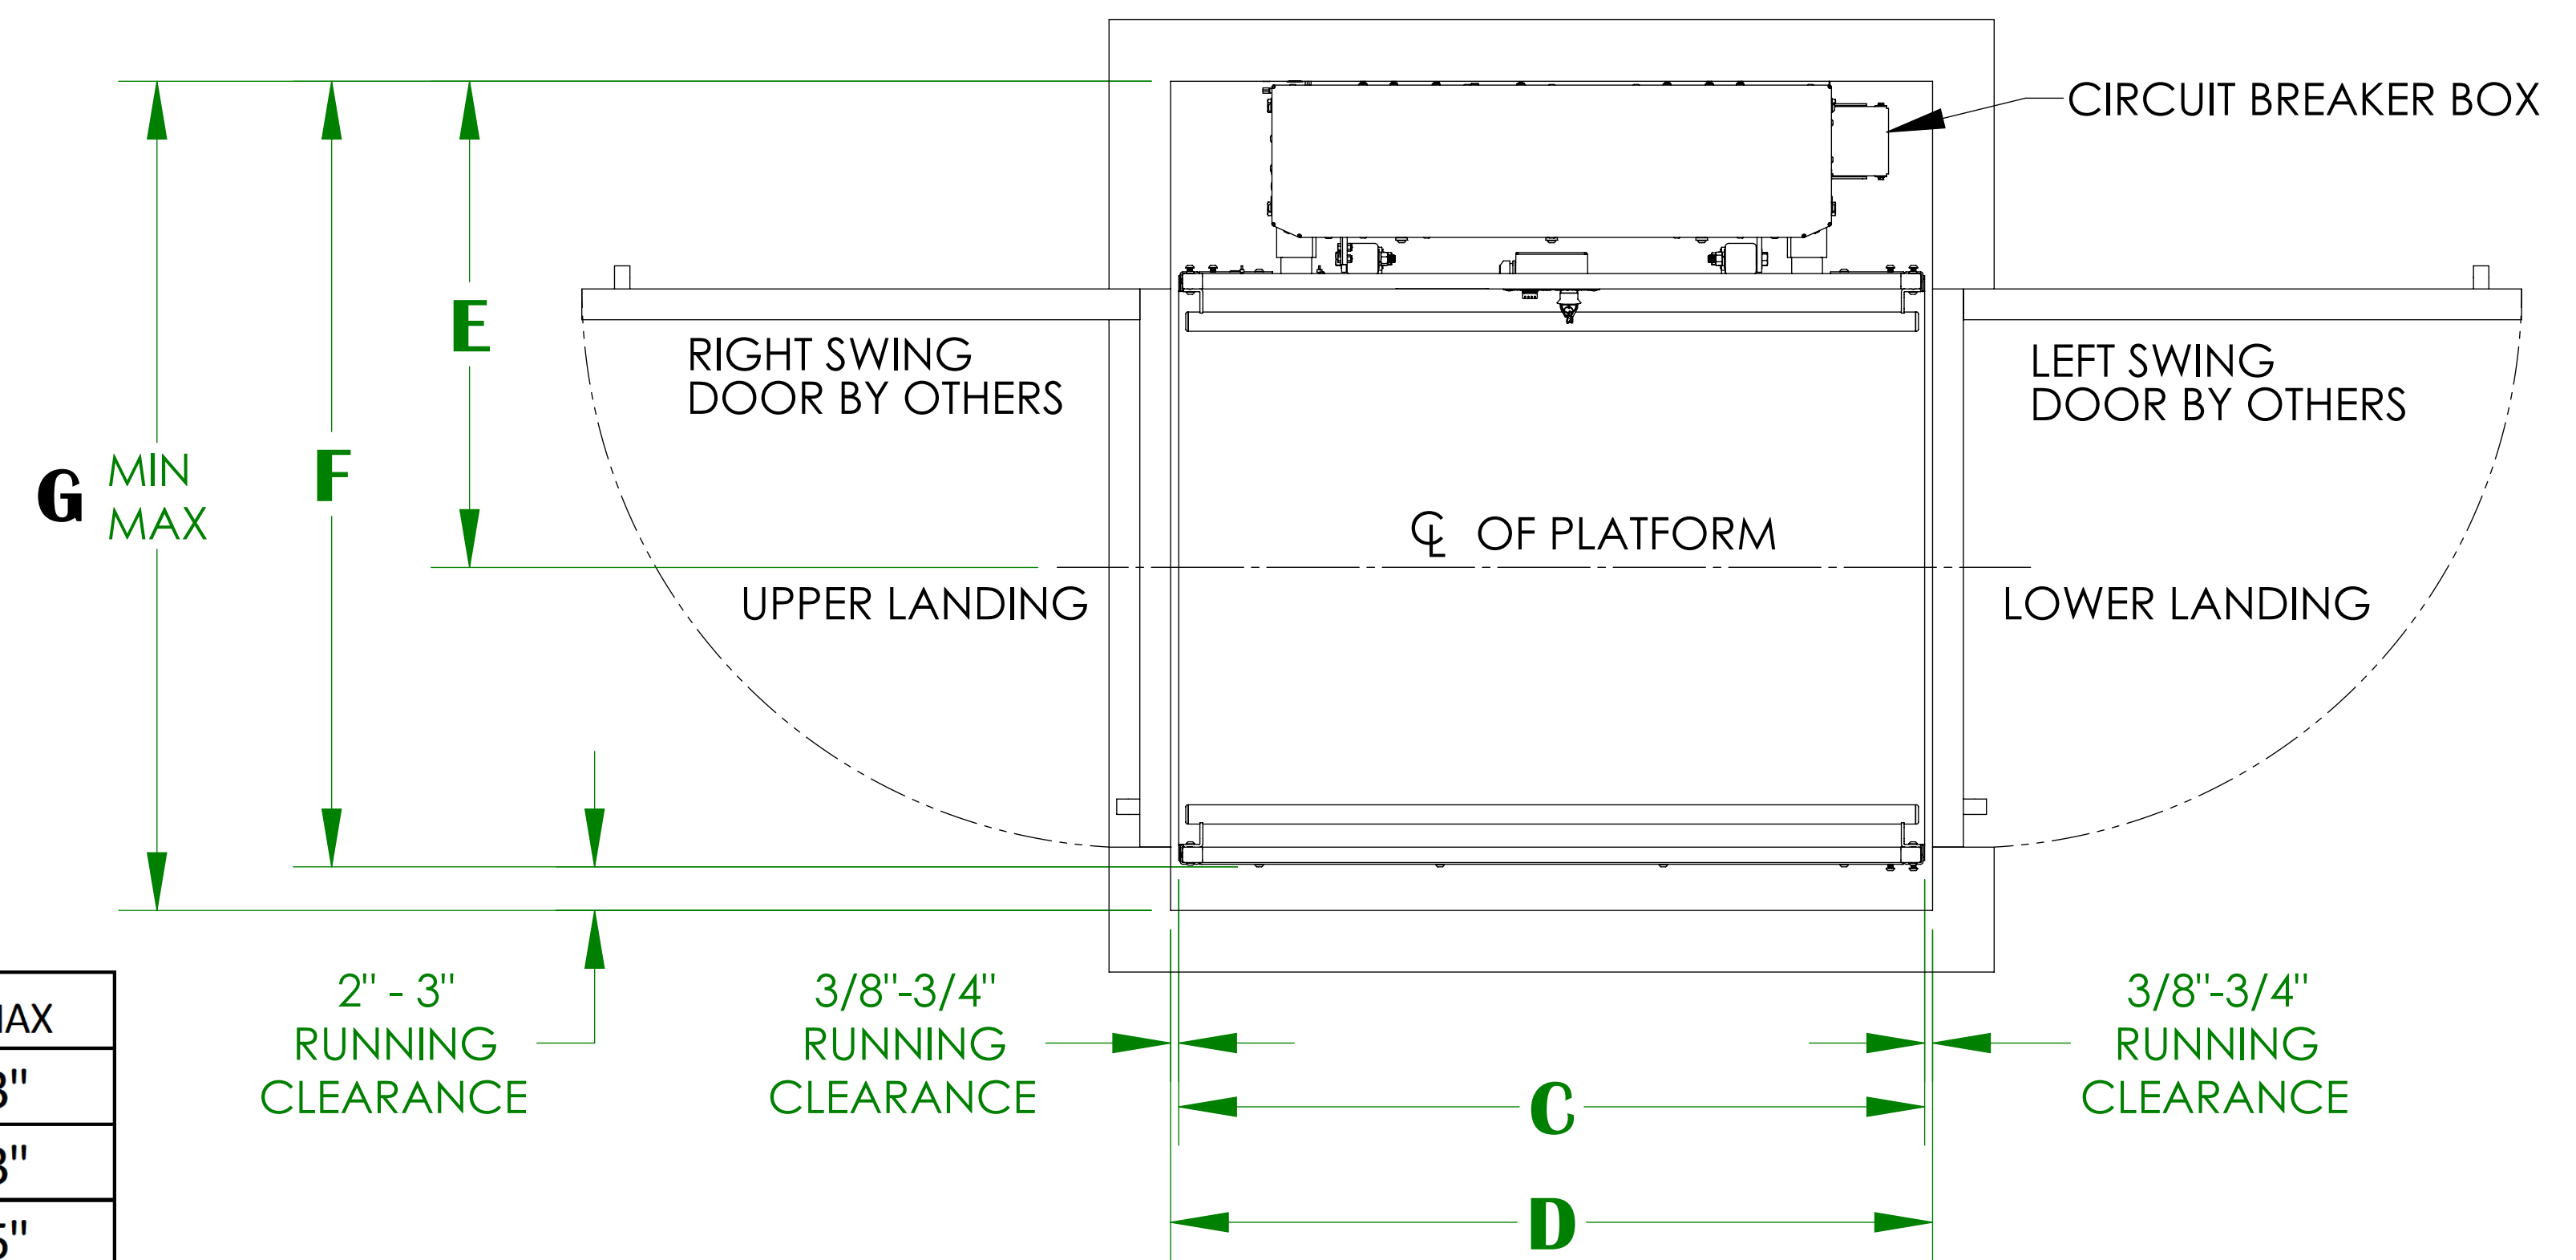 CIRCUIT BREAKER BOX
E
RIGHT SWING
DOOR BY OTHERS
LEFT SWING
DOOR BY OTHERS
G MIN
MAX
F
℄ OF PLATFORM
UPPER LANDING
LOWER LANDING
2" - 3"
RUNNING
CLEARANCE
3/8"-3/4"
RUNNING
CLEARANCE
3/8"-3/4"
RUNNING
CLEARANCE
C
D